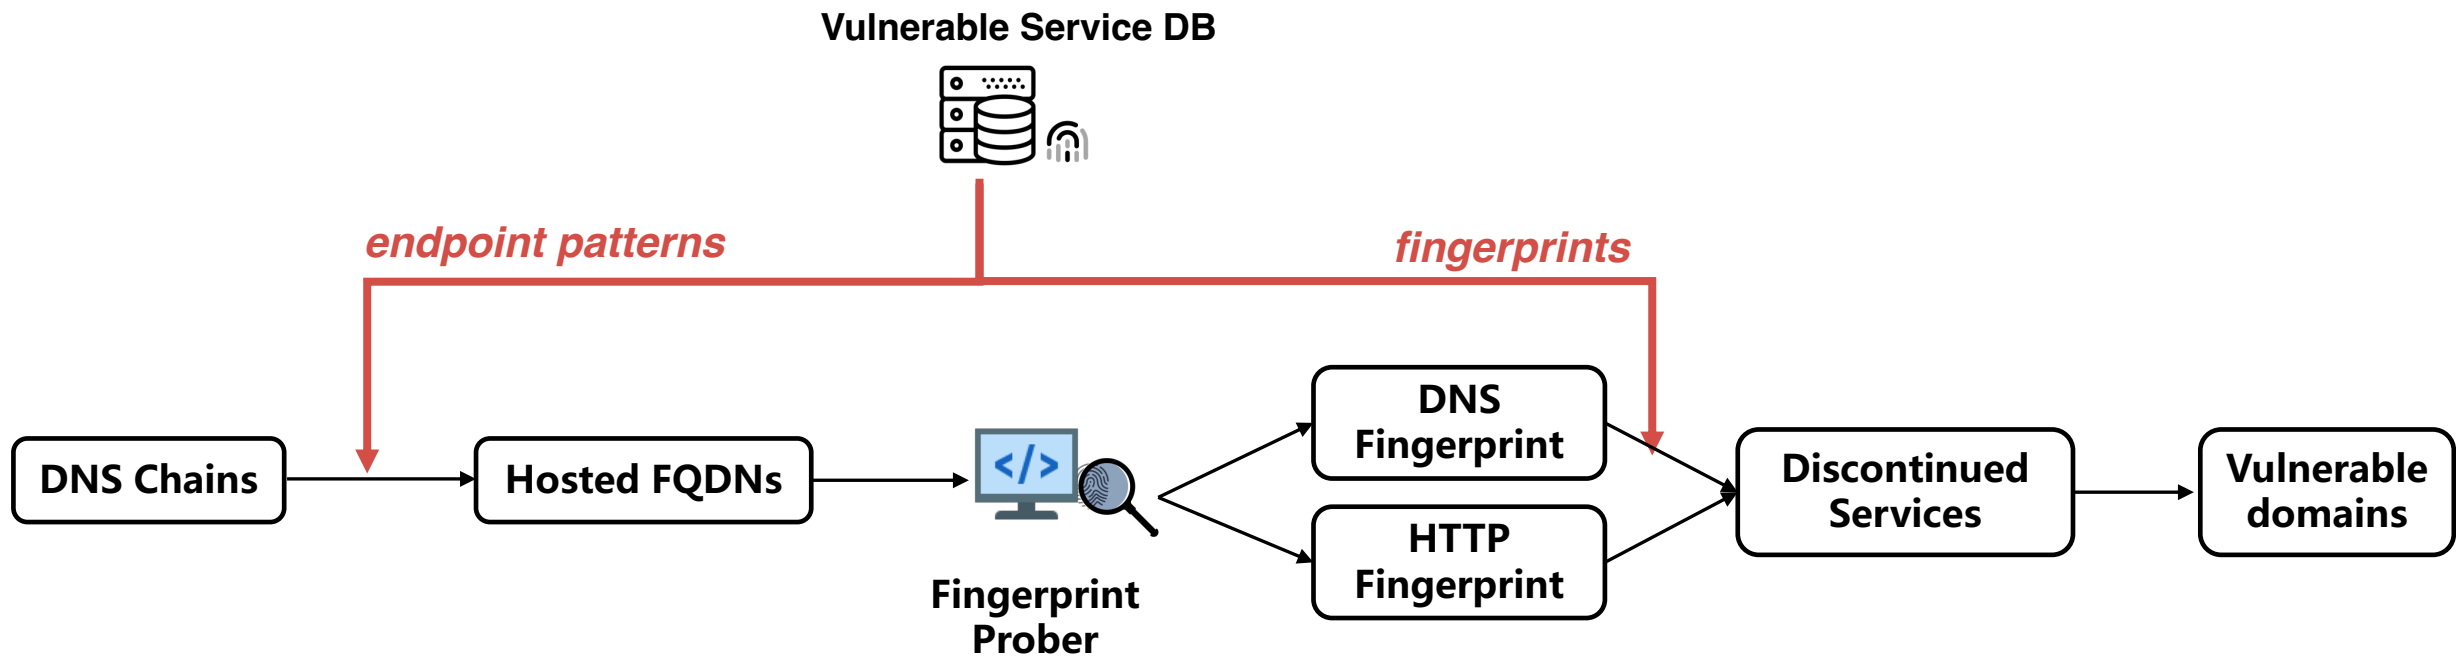 Vulnerable Service DB
endpoint patterns
fingerprints
DNS Chains
Hosted FQDNs
</>
Fingerprint
Prober
DNS
Fingerprint
HTTP
Fingerprint
Discontinued
Services
Vulnerable
domains